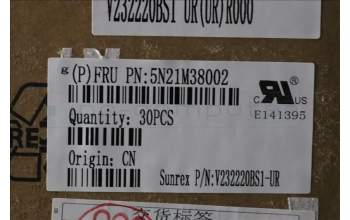 V232220BS1 UR(UR)R000
(P)FRU PN:5N21M38002
Quantity: 30PCS
E141395
Origin: CN
Sunrex P/N:V232220BS1-UR